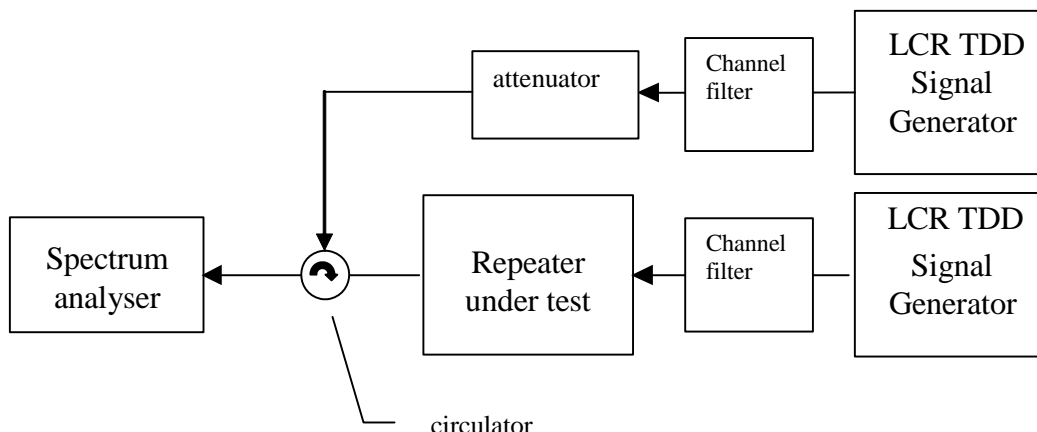 LCR TDD
Signal
Generator
Channel
filter
attenuator
LCR TDD
Signal
Generator
Channel
filter
Repeater
under test
Spectrum
analyser
circulator